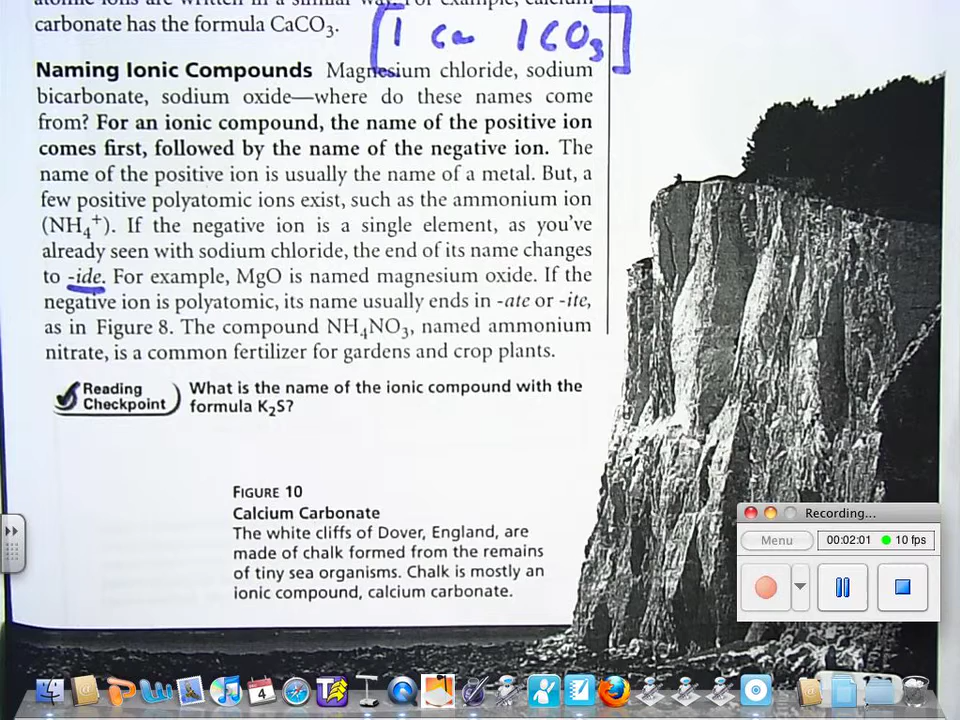 carbonate has the formula CaCO₃.
[1 Ca 1CO₃]
Naming Ionic Compounds Magnesium chloride, sodium
bicarbonate, sodium oxide—where do these names come
from? For an ionic compound, the name of the positive ion
comes first, followed by the name of the negative ion. The
name of the positive ion is usually the name of a metal. But, a
few positive polyatomic ions exist, such as the ammonium ion
(NH₄⁺). If the negative ion is a single element, as you've
already seen with sodium chloride, the end of its name changes
to -ide. For example, MgO is named magnesium oxide. If the
negative ion is polyatomic, its name usually ends in -ate or -ite,
as in Figure 8. The compound NH₄NO₃, named ammonium
nitrate, is a common fertilizer for gardens and crop plants.
Reading
Checkpoint
What is the name of the ionic compound with the
formula K₂S?
FIGURE 10
Calcium Carbonate
The white cliffs of Dover, England, are
made of chalk formed from the remains
of tiny sea organisms. Chalk is mostly an
ionic compound, calcium carbonate.
Recording...
Menu
00:02:01
10 fps
4